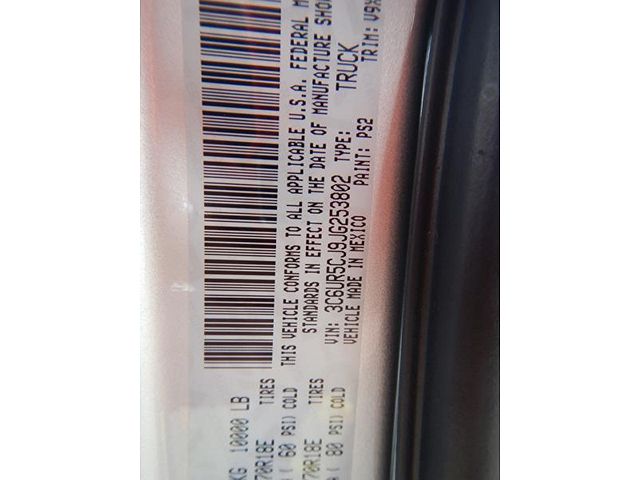 KG 10000 LB
70R18E TIRES
( 60 PSI) COLD
70R18E TIRES
( 80 PSI) COLD
THIS VEHICLE CONFORMS TO ALL APPLICABLE U.S.A. FEDERAL M
STANDARDS IN EFFECT ON THE DATE OF MANUFACTURE SHO
VIN: 3C6UR5CJ9JG253802 TYPE: TRUCK
VEHICLE MADE IN MEXICO PAINT: PS2 TRIM: V9X